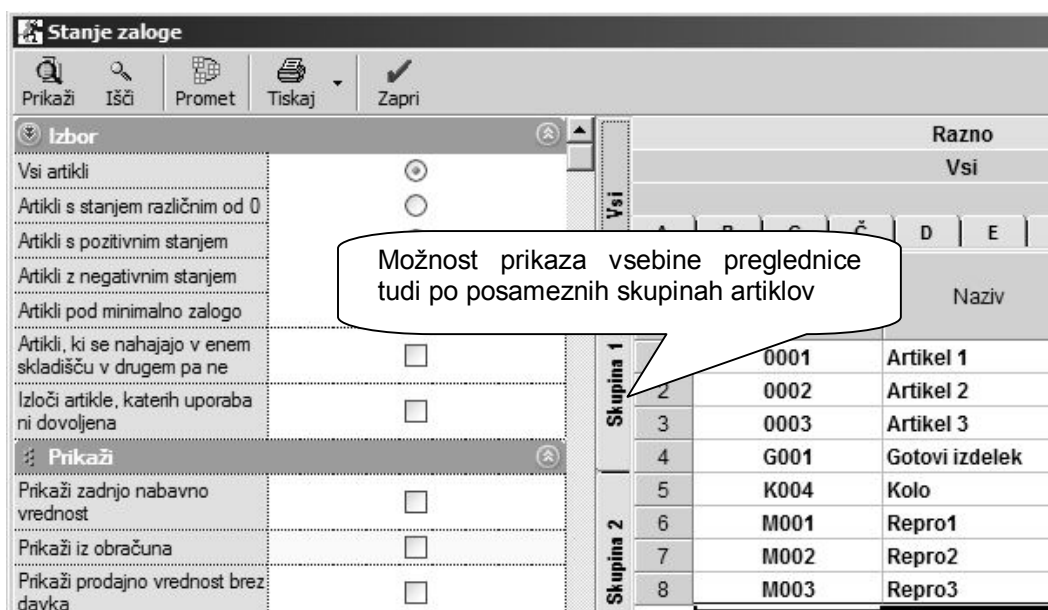 Stanje zaloge
Prikaži Išči Promet Tiskaj Zapri
Izbor
Vsi artikli
Artikli s stanjem različnim od 0
Artikli s pozitivnim stanjem
Artikli z negativnim stanjem
Artikli pod minimalno zalogo
Artikli, ki se nahajajo v enem
skladišču v drugem pa ne
Izloči artikle, katerih uporaba
ni dovoljena
Prikaži
Prikaži zadnjo nabavno
vrednost
Prikaži iz obračuna
Prikaži prodajno vrednost brez
davka
Vsi
Skupina 1
Skupina 2
Možnost prikaza vsebine preglednice
tudi po posameznih skupinah artiklov
Razno
Vsi
Č D E
Naziv
0001 Artikel 1
2 0002 Artikel 2
3 0003 Artikel 3
4 G001 Gotovi izdelek
5 K004 Kolo
6 M001 Repro1
7 M002 Repro2
8 M003 Repro3